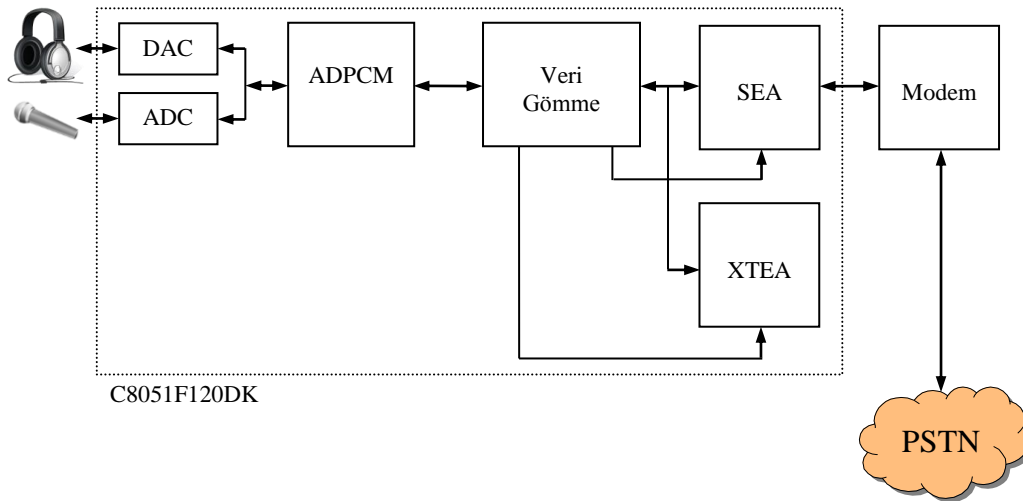 DAC
ADC
ADPCM
Veri
Gömme
SEA
Modem
XTEA
C8051F120DK
PSTN